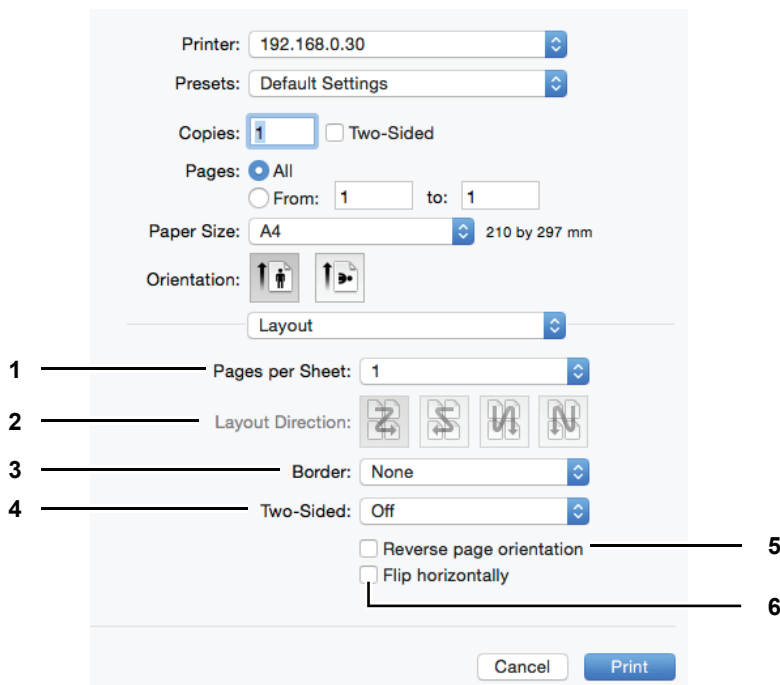 Printer: 192.168.0.30
Presets: Default Settings
Copies: 1 Two-Sided
Pages: All
From: 1 to: 1
Paper Size: A4 210 by 297 mm
Orientation:
Layout
1 Pages per Sheet: 1
2 Layout Direction:
3 Border: None
4 Two-Sided: Off
Reverse page orientation 5
Flip horizontally
6
Cancel Print